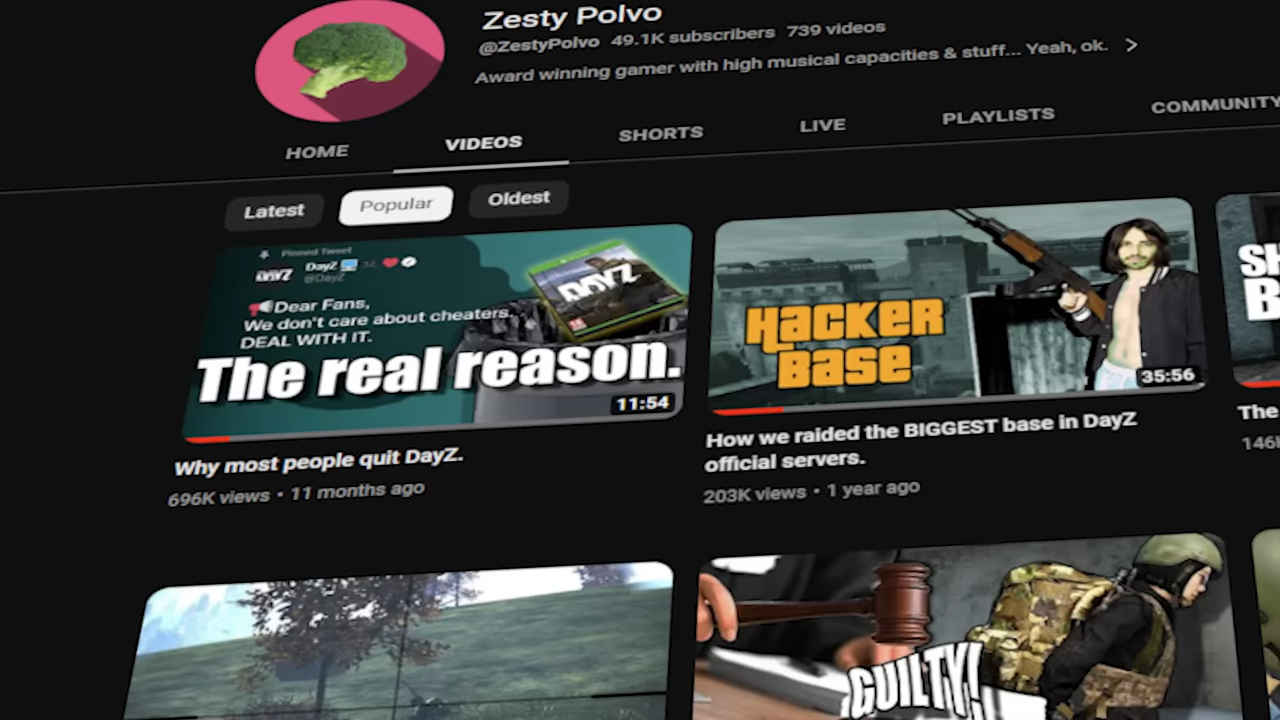 Zesty Polvo
@ZestyPolvo 49.1K subscribers 739 videos
Award winning gamer with high musical capacities & stuff... Yeah, ok.
HOME VIDEOS SHORTS LIVE PLAYLISTS COMMUNITY
Latest Popular Oldest
Pinned Tweet
DAYZ DayZ
@DayZ
Dear Fans,
We don't care about cheaters.
DEAL WITH IT.
DAYZ
The real reason.
11:54
HACKER
BASE
35:56
SH
B
Why most people quit DayZ.
696K views • 11 months ago
How we raided the BIGGEST base in DayZ
official servers.
203K views • 1 year ago
The
146K
GUILTY!